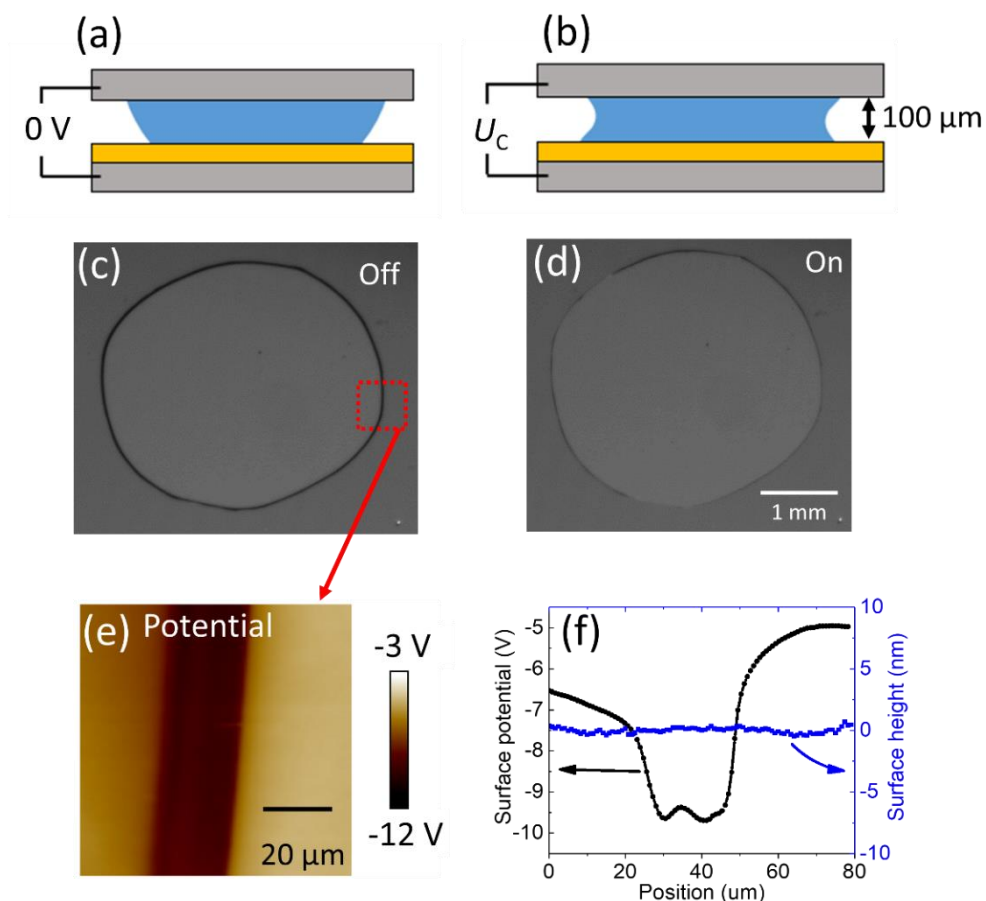 (a)
0 V
(b)
U_C
100 µm
(c)
Off
(d)
On
1 mm
(e)
Potential
-3 V
-12 V
20 µm
(f)
Surface potential (V)
-5
-6
-7
-8
-9
-10
0
20
40
60
80
Position (um)
10
5
0
-5
-10
Surface height (nm)